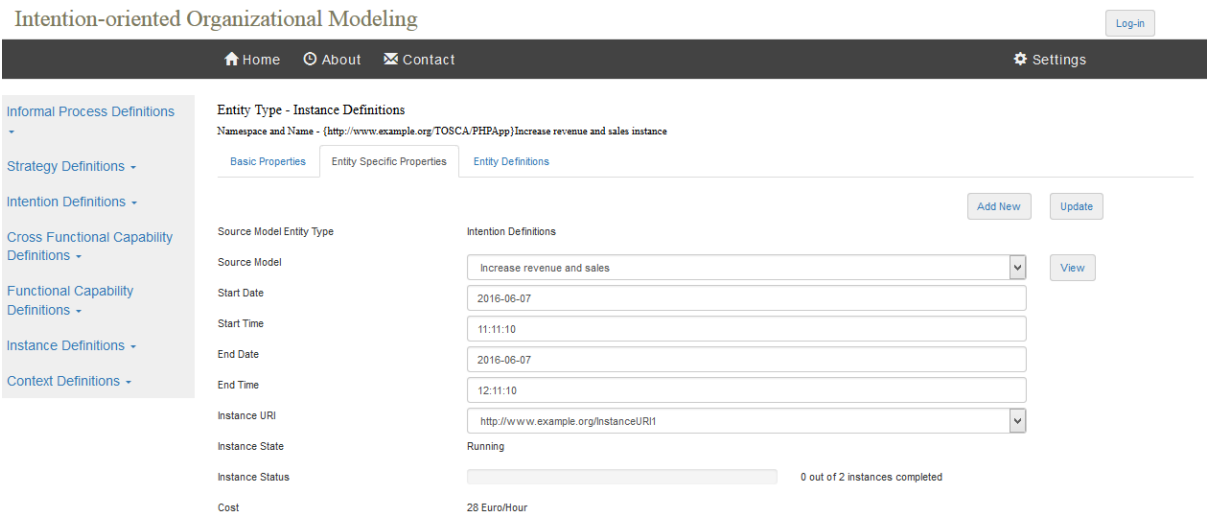 Intention-oriented Organizational Modeling
Log-in
Home About Contact Settings
Informal Process Definitions
Strategy Definitions
Intention Definitions
Cross Functional Capability
Definitions
Functional Capability
Definitions
Instance Definitions
Context Definitions
Entity Type - Instance Definitions
Namespace and Name - {http://www.example.org/TOSCA/PHPApp}Increase revenue and sales instance
Basic Properties Entity Specific Properties Entity Definitions
Add New Update
Source Model Entity Type Intention Definitions
Source Model Increase revenue and sales View
Start Date 2016-06-07
Start Time 11:11:10
End Date 2016-06-07
End Time 12:11:10
Instance URI http://www.example.org/InstanceURI1
Instance State Running
Instance Status 0 out of 2 instances completed
Cost 28 Euro/Hour